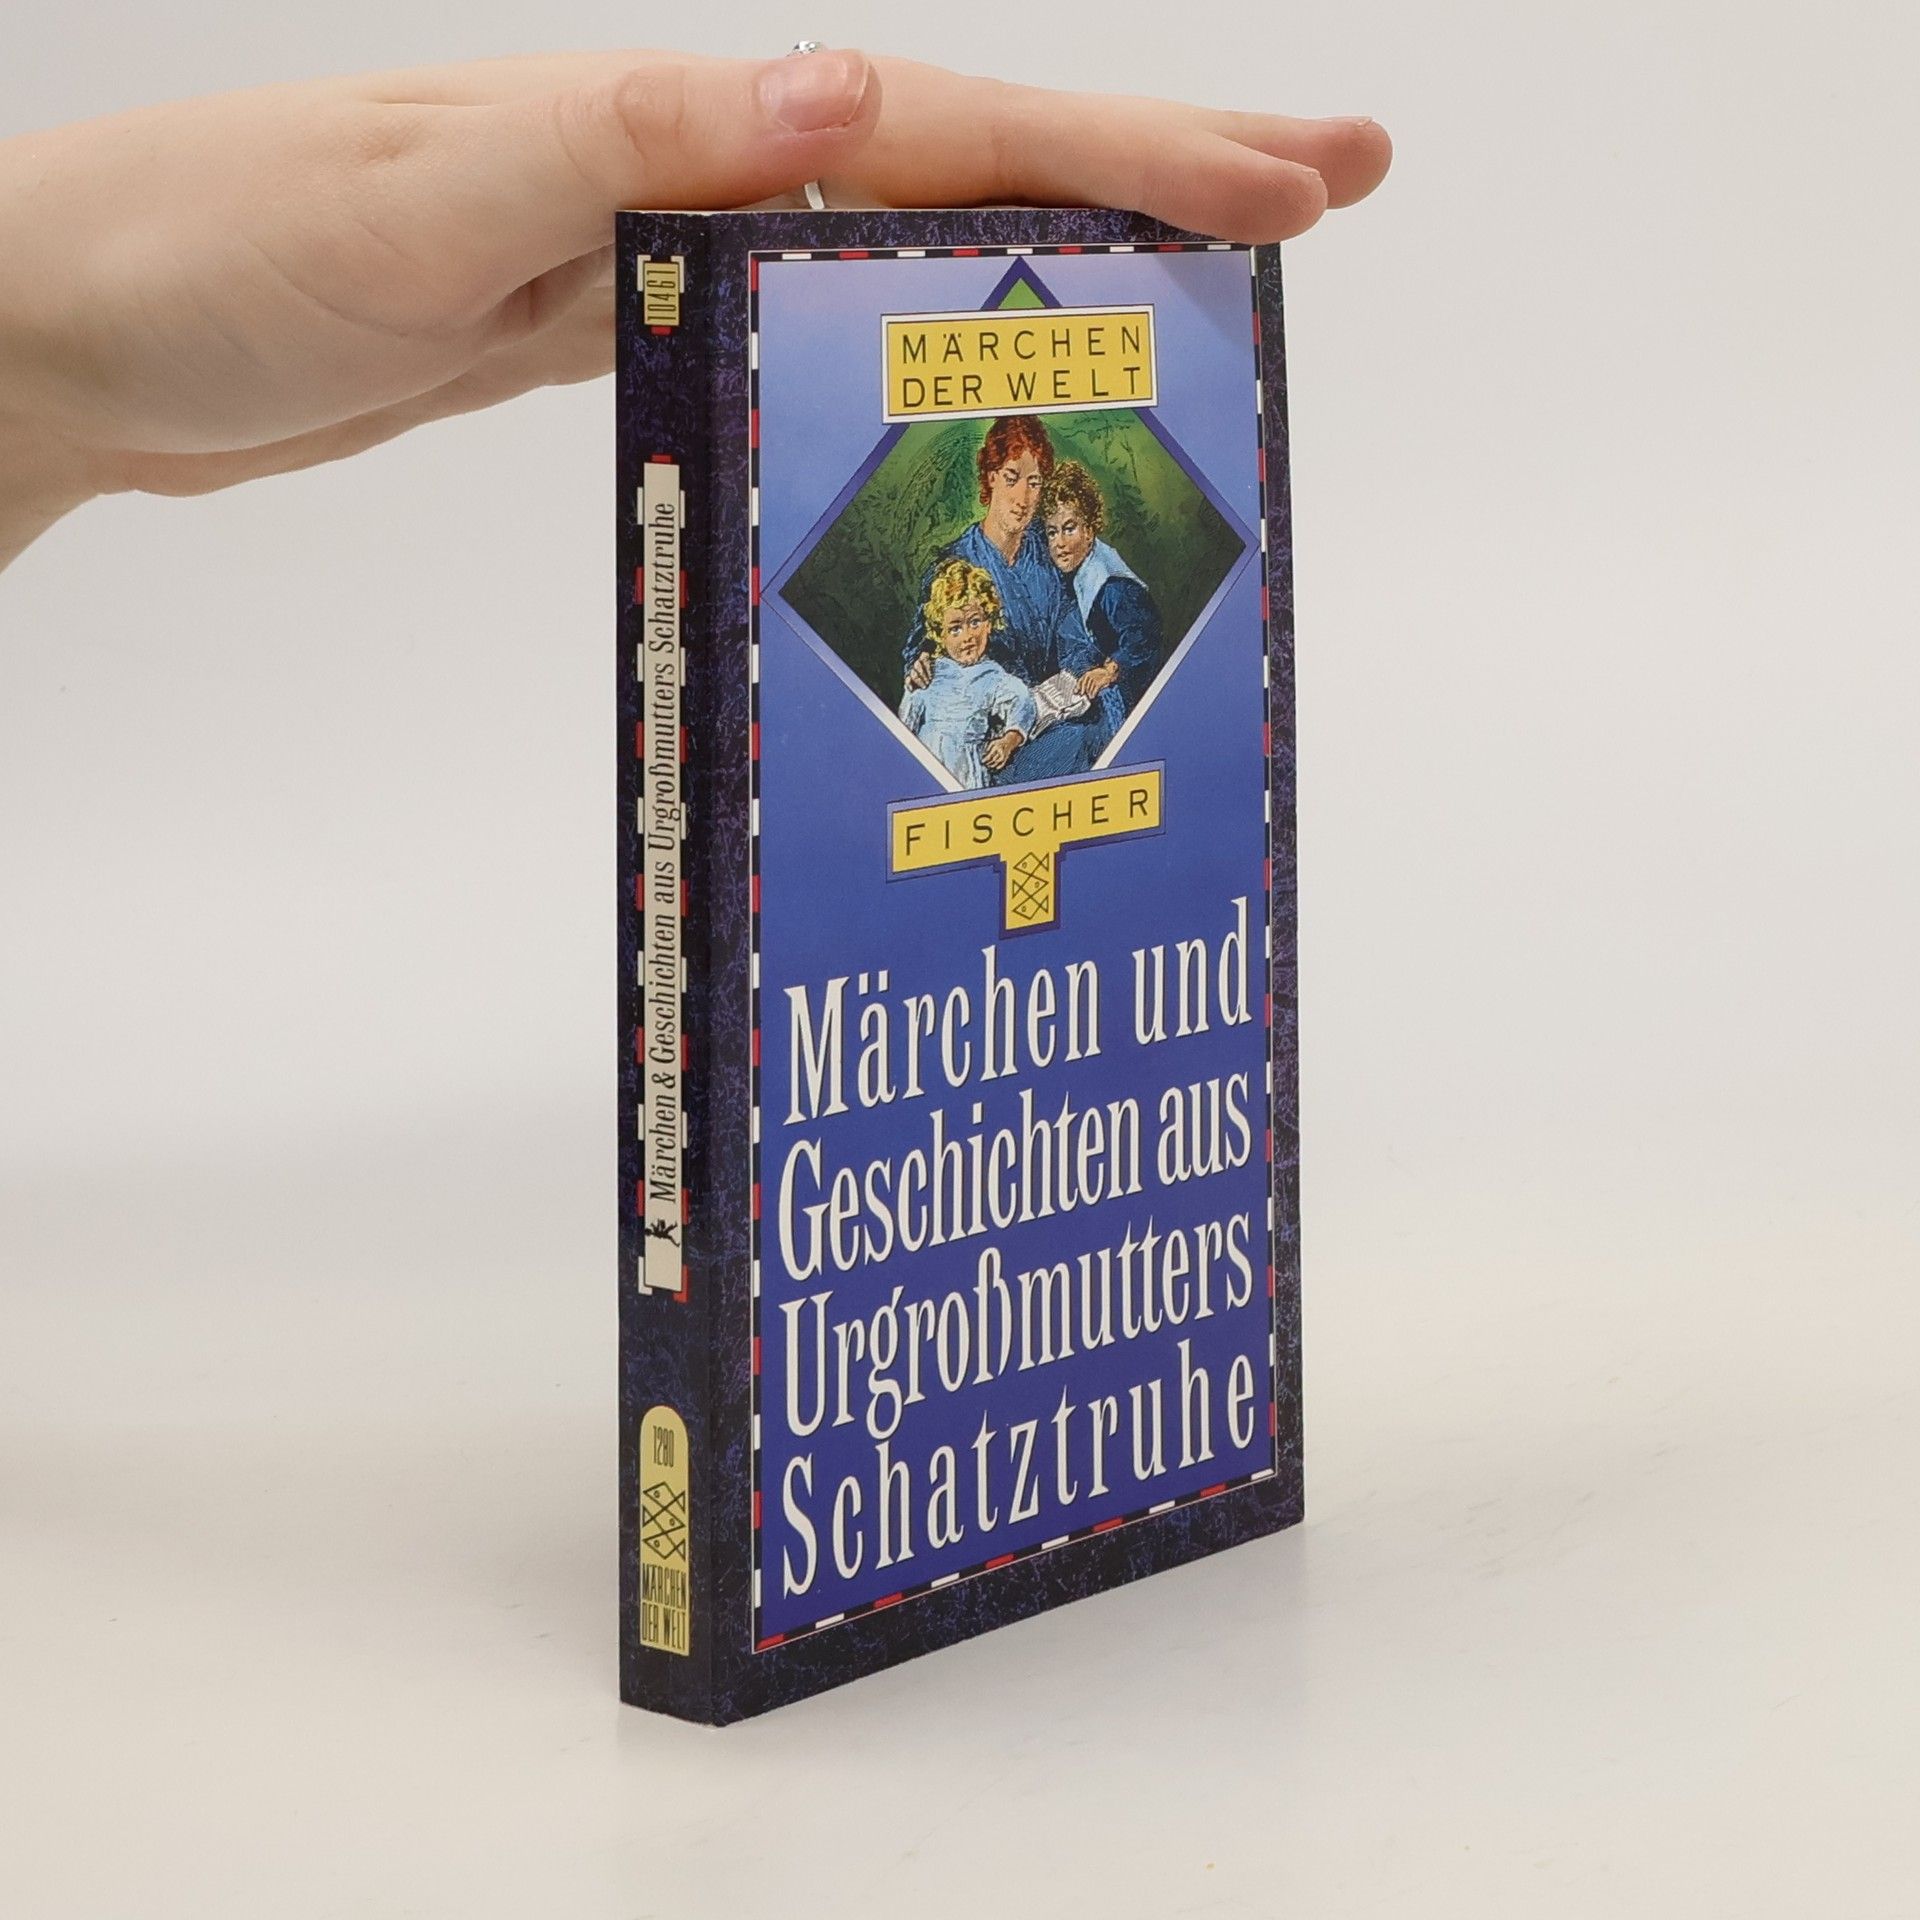 10461
Märchen & Geschichten aus Urgroßmutters Schatztruhe
1280
MÄRCHEN
DER WELT
MÄRCHEN
DER WELT
FISCHER
Märchen und
Geschichten aus
Urgroßmutters
Schatztruhe